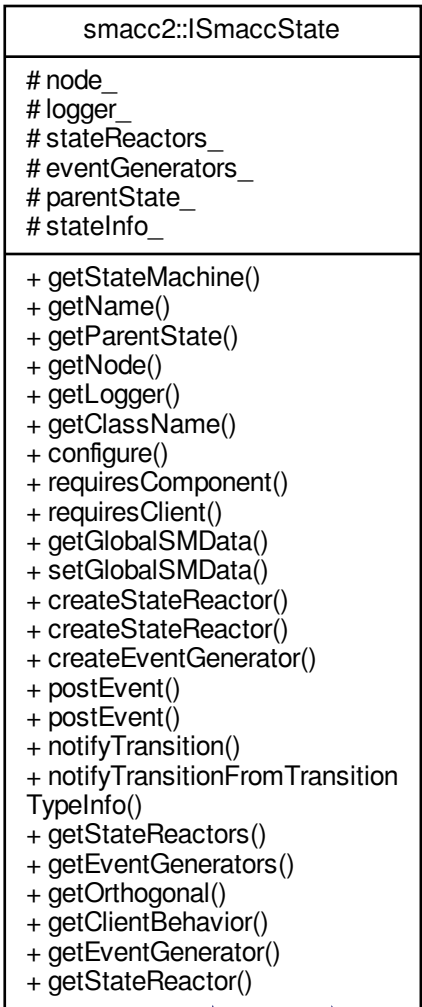 smacc2::ISmaccState
# node_
# logger_
# stateReactors_
# eventGenerators_
# parentState_
# stateInfo_
+ getStateMachine()
+ getName()
+ getParentState()
+ getNode()
+ getLogger()
+ getClassName()
+ configure()
+ requiresComponent()
+ requiresClient()
+ getGlobalSMData()
+ setGlobalSMData()
+ createStateReactor()
+ createStateReactor()
+ createEventGenerator()
+ postEvent()
+ postEvent()
+ notifyTransition()
+ notifyTransitionFromTransition
TypeInfo()
+ getStateReactors()
+ getEventGenerators()
+ getOrthogonal()
+ getClientBehavior()
+ getEventGenerator()
+ getStateReactor()